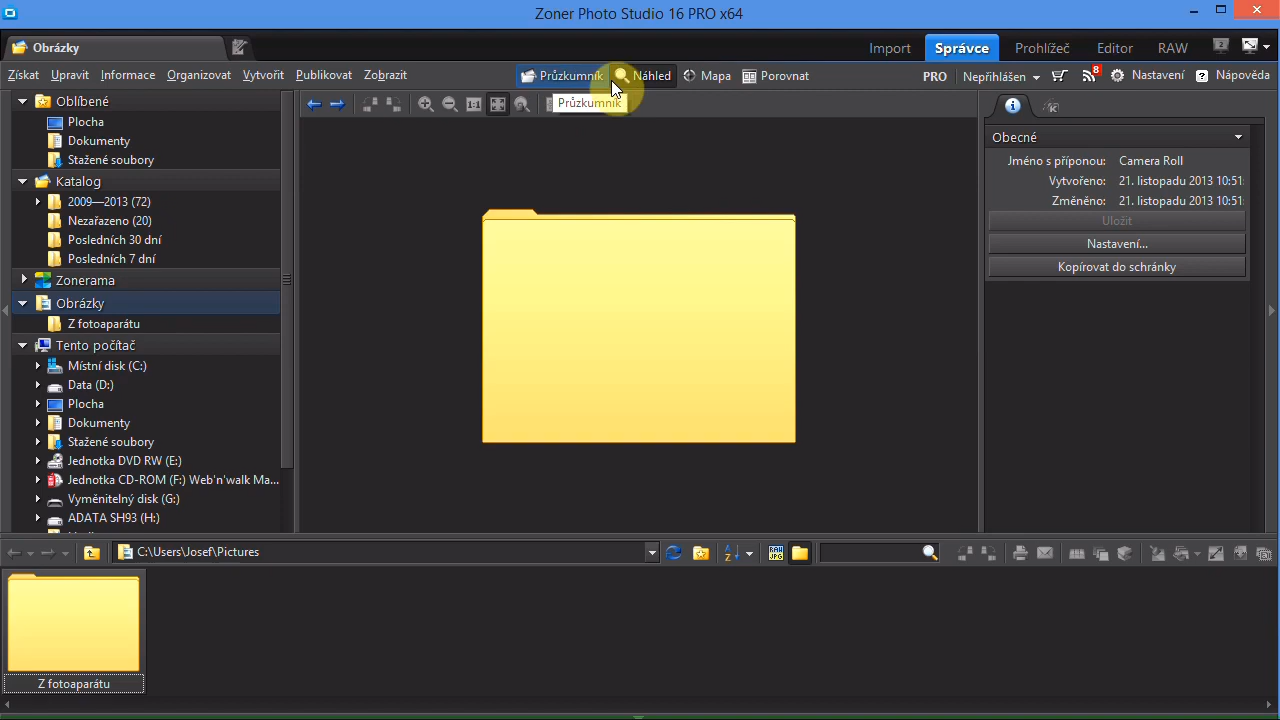 Zoner Photo Studio 16 PRO x64
Obrázky
Import
Správce
Prohlížeč
Editor
RAW
2
Získat
Upravit
Informace
Organizovat
Vytvořit
Publikovat
Zobrazit
Průzkumník
Náhled
Mapa
Porovnat
PRO
Nepřihlášen
8
Nastavení
? Nápověda
Průzkumník
1:1
Oblíbené
Plocha
Dokumenty
Stažené soubory
Katalog
2009—2013 (72)
Nezařazeno (20)
Posledních 30 dní
Posledních 7 dní
Zonerama
Obrázky
Z fotoaparátu
Tento počítač
Místní disk (C:)
Data (D:)
Plocha
Dokumenty
Stažené soubory
Jednotka DVD RW (E:)
Jednotka CD-ROM (F:) Web'n'walk Ma...
Vyměnitelný disk (G:)
ADATA SH93 (H:)
Obecné
Jméno s příponou: Camera Roll
Vytvořeno: 21. listopadu 2013 10:51:
Změněno: 21. listopadu 2013 10:51:
Uložit
Nastavení...
Kopírovat do schránky
C:\Users\Josef\Pictures
RAW
JPG
Z fotoaparátu